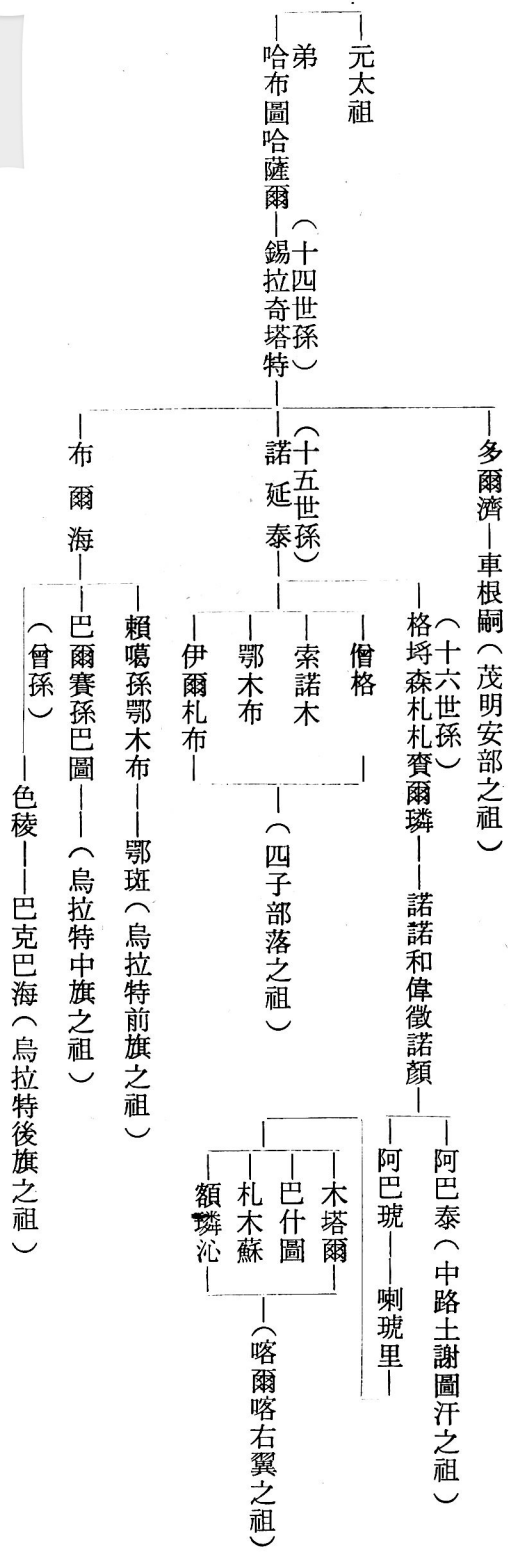 元太祖
弟
哈布圖哈薩爾
(十四世孫)
錫拉奇塔特
多爾濟
車根嗣(茂明安部之祖)
(十五世孫)
諾延泰
布爾海
(十六世孫)
格埒森札札賚爾璘
諾諾和偉徵諾顏
阿巴泰(中路土謝圖汗之祖)
阿巴琥
喇琥里
木塔爾
巴什圖
札木蘇
額璘沁
(喀爾喀右翼之祖)
僧格
索諾木
鄂木布
伊爾札布
(四子部落之祖)
賴噶孫鄂木布
鄂班(烏拉特前旗之祖)
巴爾賽孫巴圖
(烏拉特中旗之祖)
(曾孫)
色稜
巴克巴海(烏拉特後旗之祖)